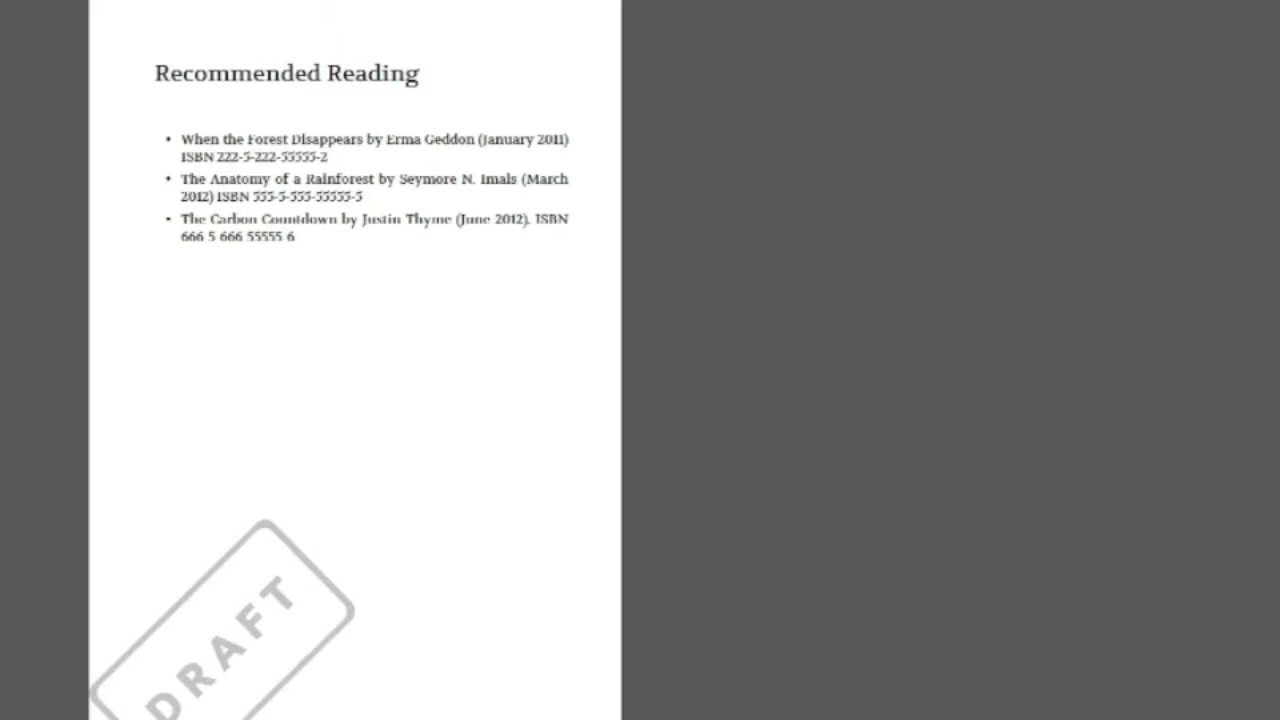 Recommended Reading
• When the Forest Disappears by Erma Geddon (January 2011)
ISBN 222-5-222-55555-2
• The Anatomy of a Rainforest by Seymore N. Imals (March
2012) ISBN 555-5-555-55555-5
• The Carbon Countdown by Justin Thyme (June 2012). ISBN
666 5 666 55555 6
DRAFT